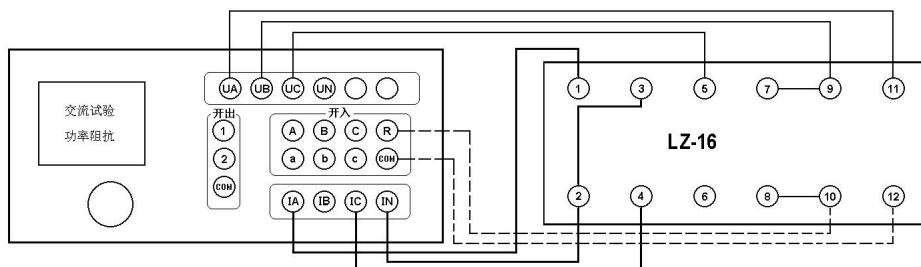 UA UB UC UN
交流试验
功率阻抗
开出
1
2
COM
开入
A B C R
a b c COM
IA IB IC IN
1 3 5 7 9 11
LZ-16
2 4 6 8 10 12